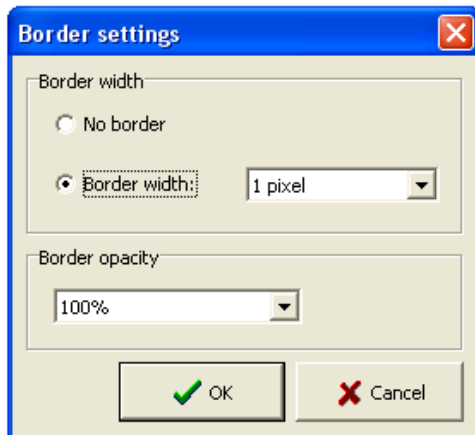 Border settings
Border width
No border
Border width: 1 pixel
Border opacity
100%
OK Cancel